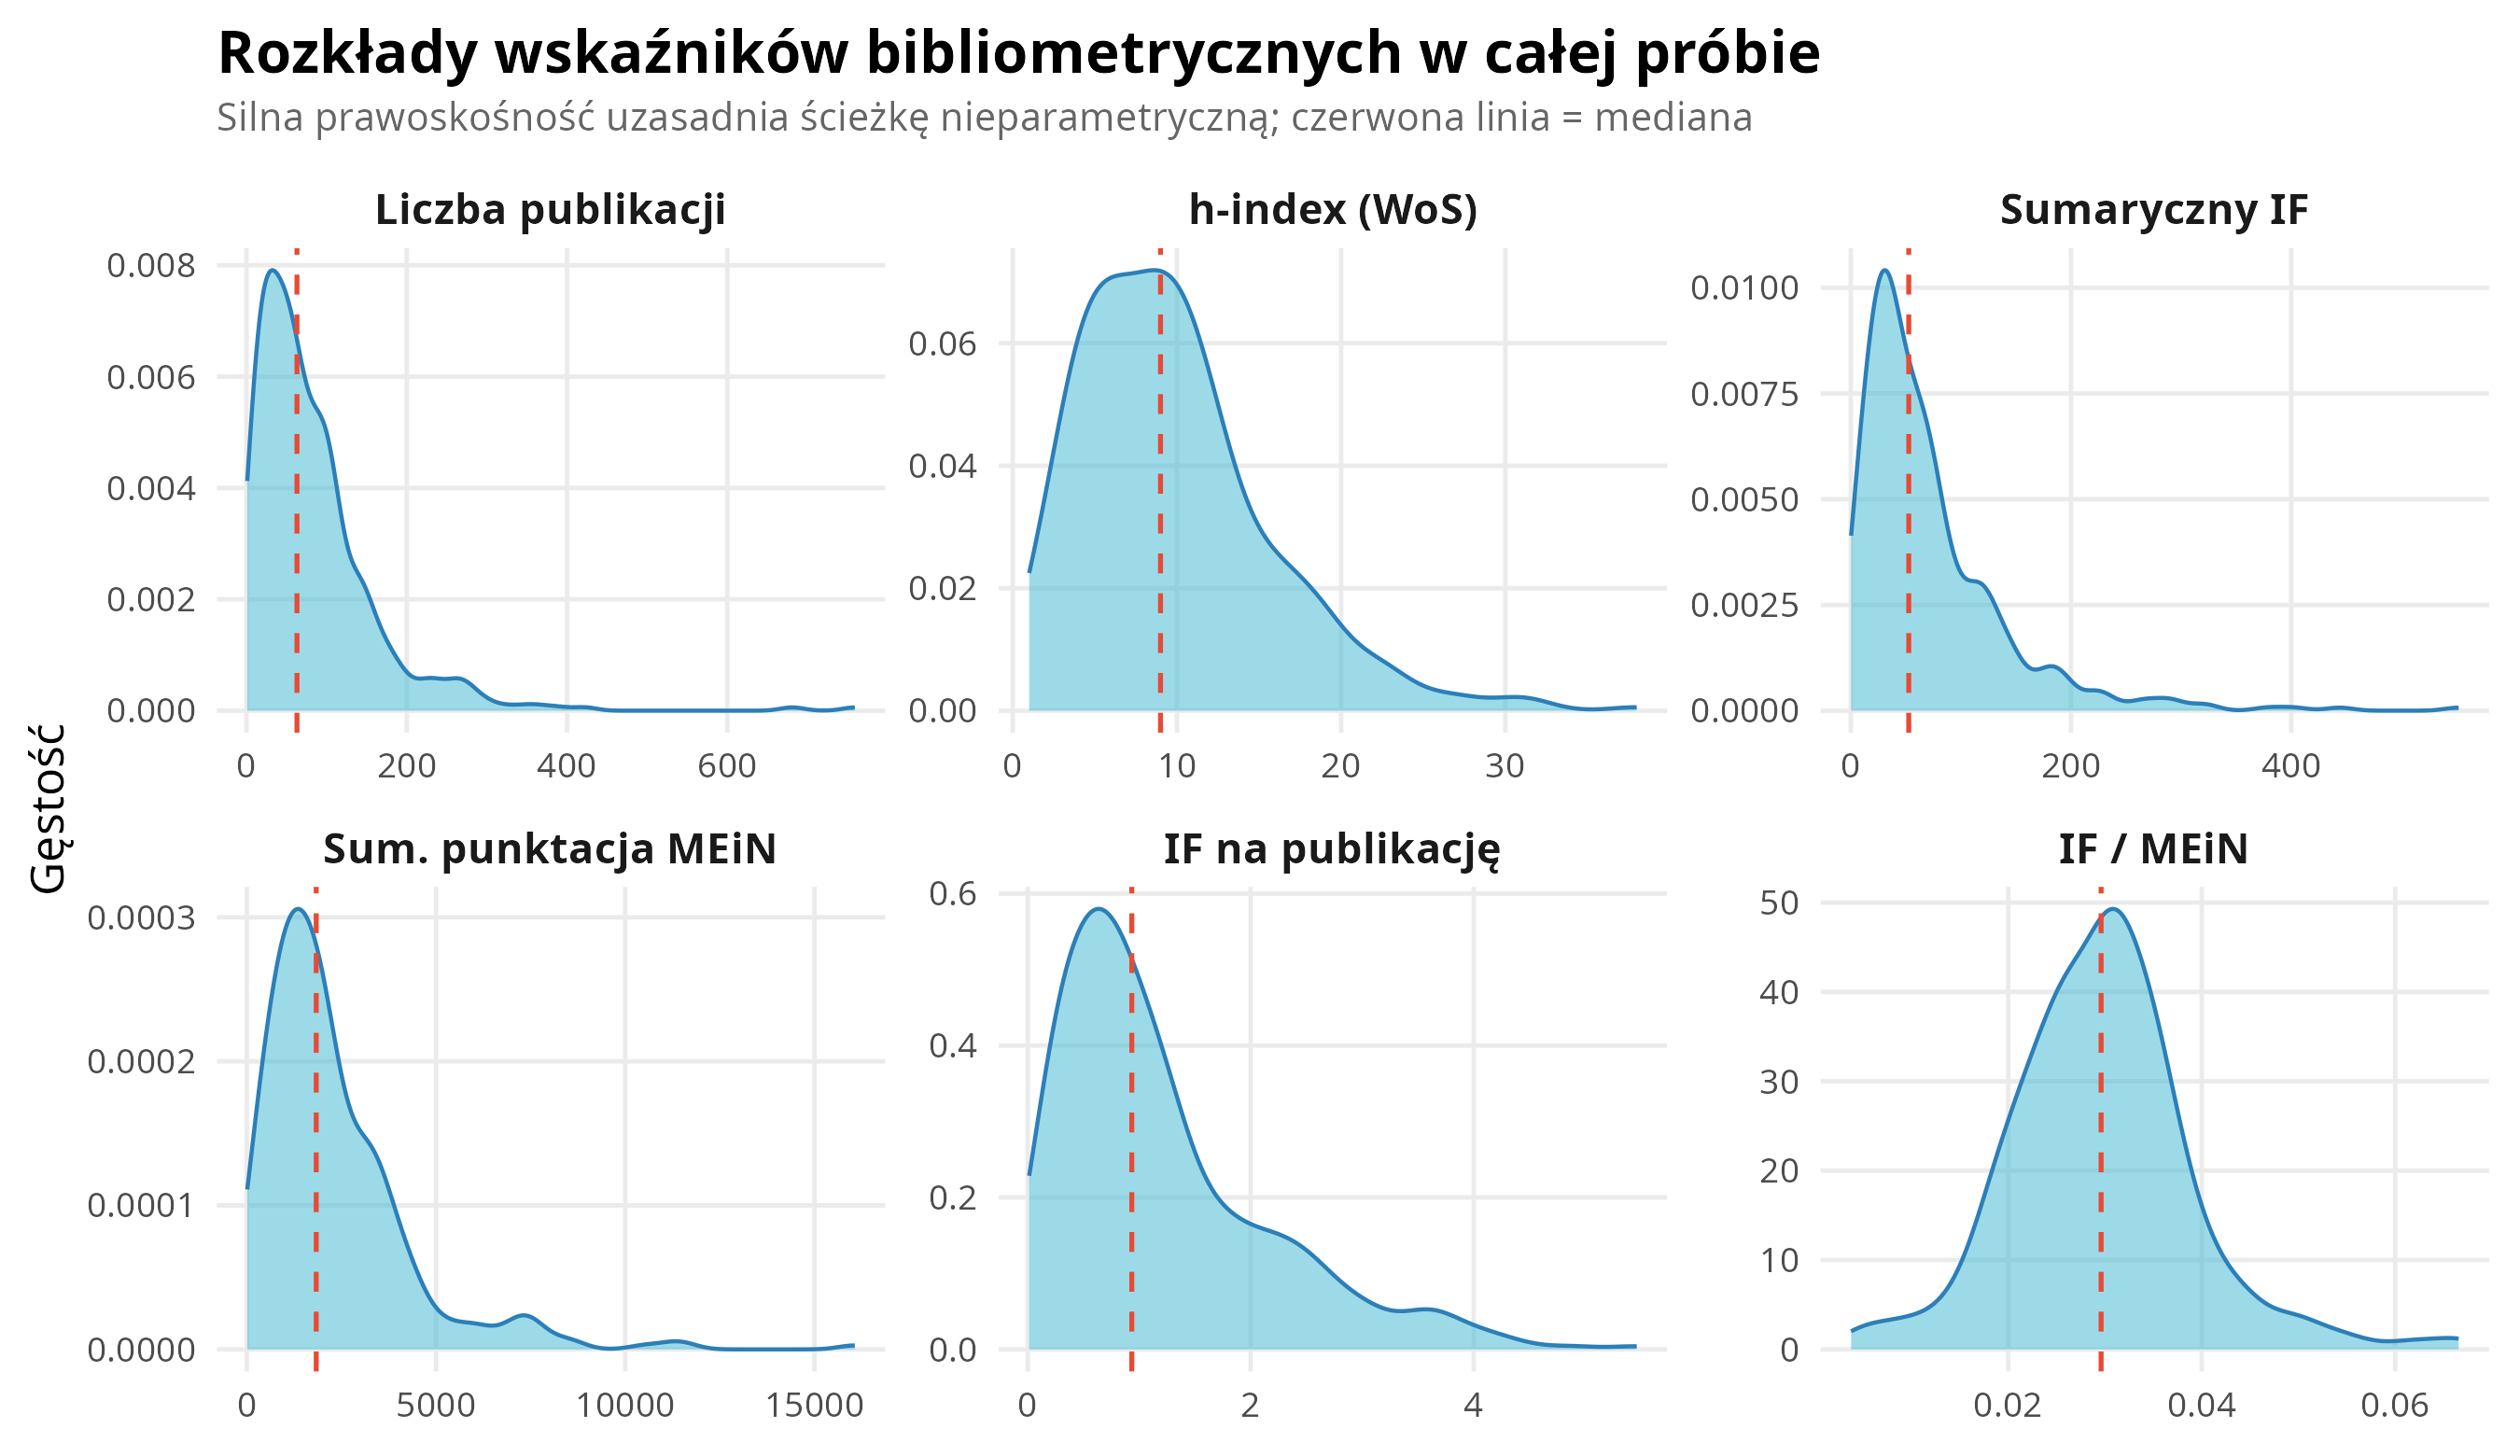 Rozkłady wskaźników bibliometrycznych w całej próbie
Silna prawoskośność uzasadnia ścieżkę nieparametryczną; czerwona linia = mediana
Gęstość
Liczba publikacji
0.008
0.006
0.004
0.002
0.000
0 200 400 600
h-index (WoS)
0.06
0.04
0.02
0.00
0 10 20 30
Sumaryczny IF
0.0100
0.0075
0.0050
0.0025
0.0000
0 200 400
Sum. punktacja MEiN
0.0003
0.0002
0.0001
0.0000
0 5000 10000 15000
IF na publikację
0.6
0.4
0.2
0.0
0 2 4
IF / MEiN
50
40
30
20
10
0
0.02 0.04 0.06